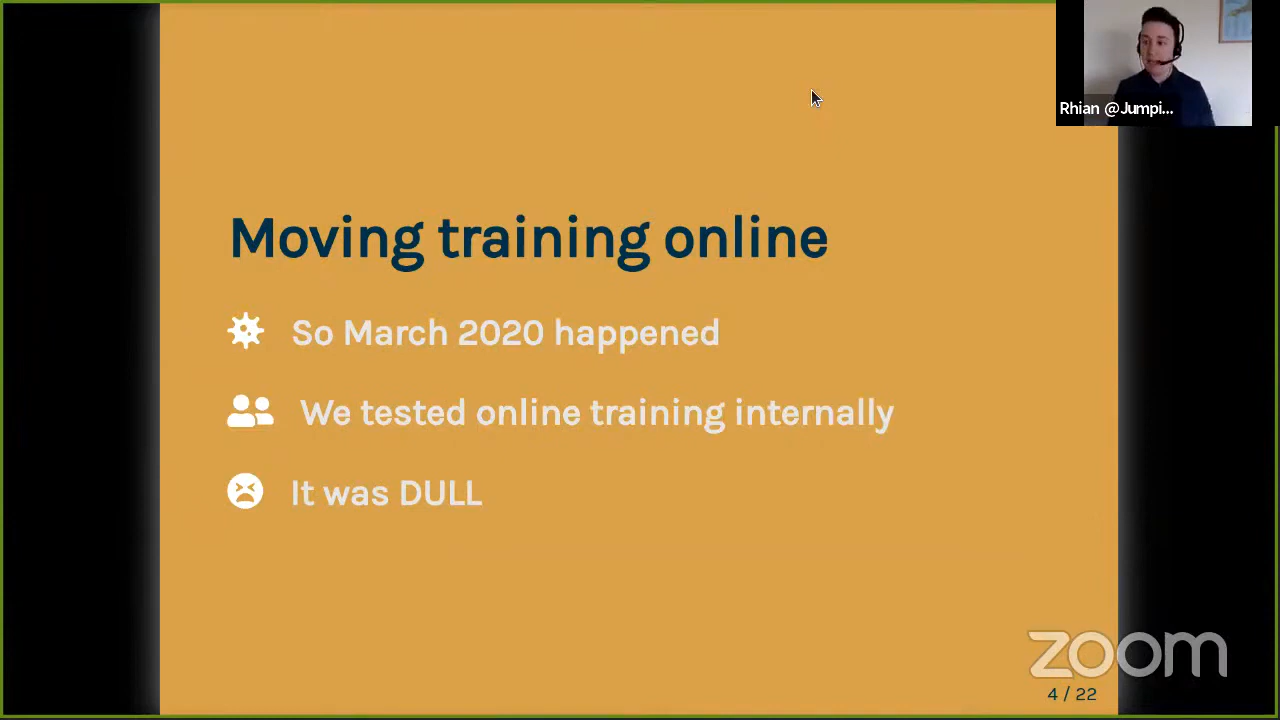 Rhian @Jumpi...
Moving training online
So March 2020 happened
We tested online training internally
It was DULL
zoom
4 / 22